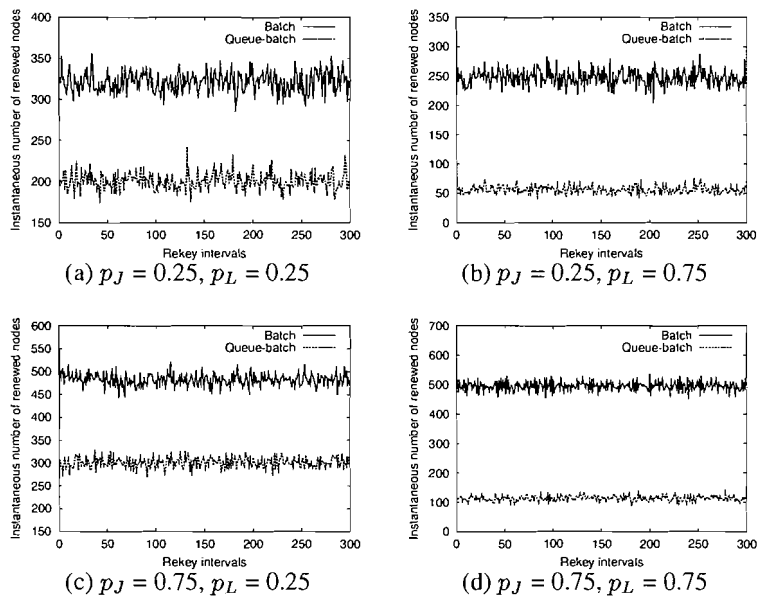 Instantaneous number of renewed nodes
400
350
300
250
200
150
Batch
Queue-batch
0 50 100 150 200 250 300
Rekey intervals
(a) p_J = 0.25, p_L = 0.25
Instantaneous number of renewed nodes
350
300
250
200
150
100
50
0
Batch
Queue-batch
0 50 100 150 200 250 300
Rekey intervals
(b) p_J = 0.25, p_L = 0.75
Instantaneous number of renewed nodes
600
550
500
450
400
350
300
250
200
150
Batch
Queue-batch
0 50 100 150 200 250 300
Rekey intervals
(c) p_J = 0.75, p_L = 0.25
Instantaneous number of renewed nodes
700
600
500
400
300
200
100
0
Batch
Queue-batch
0 50 100 150 200 250 300
Rekey intervals
(d) p_J = 0.75, p_L = 0.75